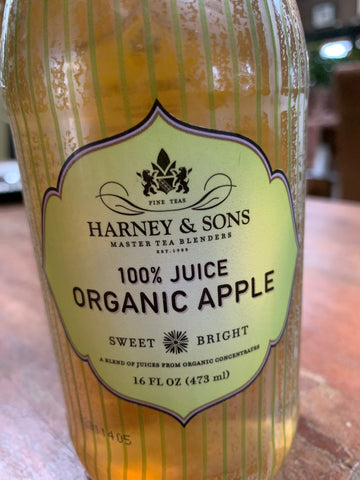 FINE TEAS
HARNEY & SONS
MASTER TEA BLENDERS
EST. 1983
100% JUICE
ORGANIC APPLE
SWEET BRIGHT
A BLEND OF JUICES FROM ORGANIC CONCENTRATES
16 FL OZ (473 ml)